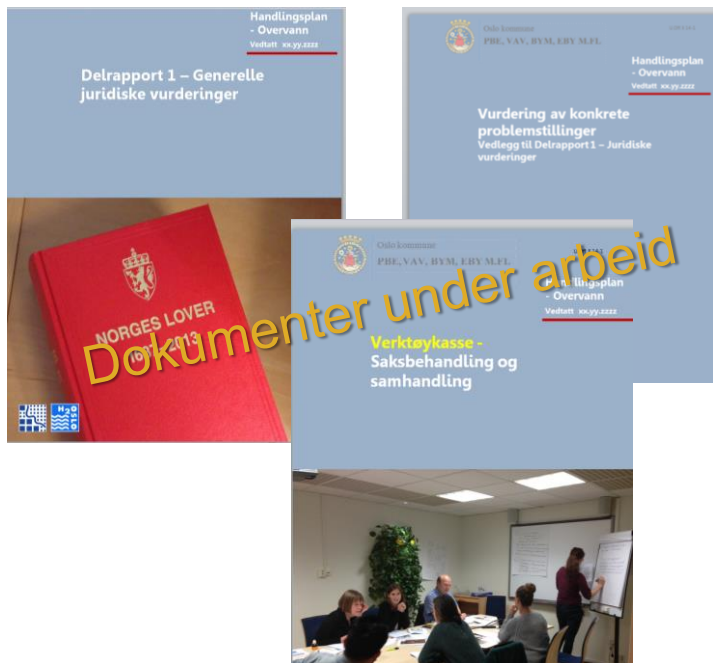 Handlingsplan
- Overvann
Vedtatt xx.yy.zzzz
Delrapport 1 – Generelle
juridiske vurderinger
NORGES LOVER
Oslo kommune
PBE, VAV, BYM, EBY M.FL.
Handlingsplan
- Overvann
Vedtatt xx.yy.zzzz
Vurdering av konkrete
problemstillinger
Vedlegg til Delrapport 1 – Juridiske
vurderinger
Oslo kommune
PBE, VAV, BYM, EBY M.FL.
- Overvann
Vedtatt xx.yy.zzzz
Verktøykasse -
Saksbehandling og
samhandling
Dokumenter under arbeid